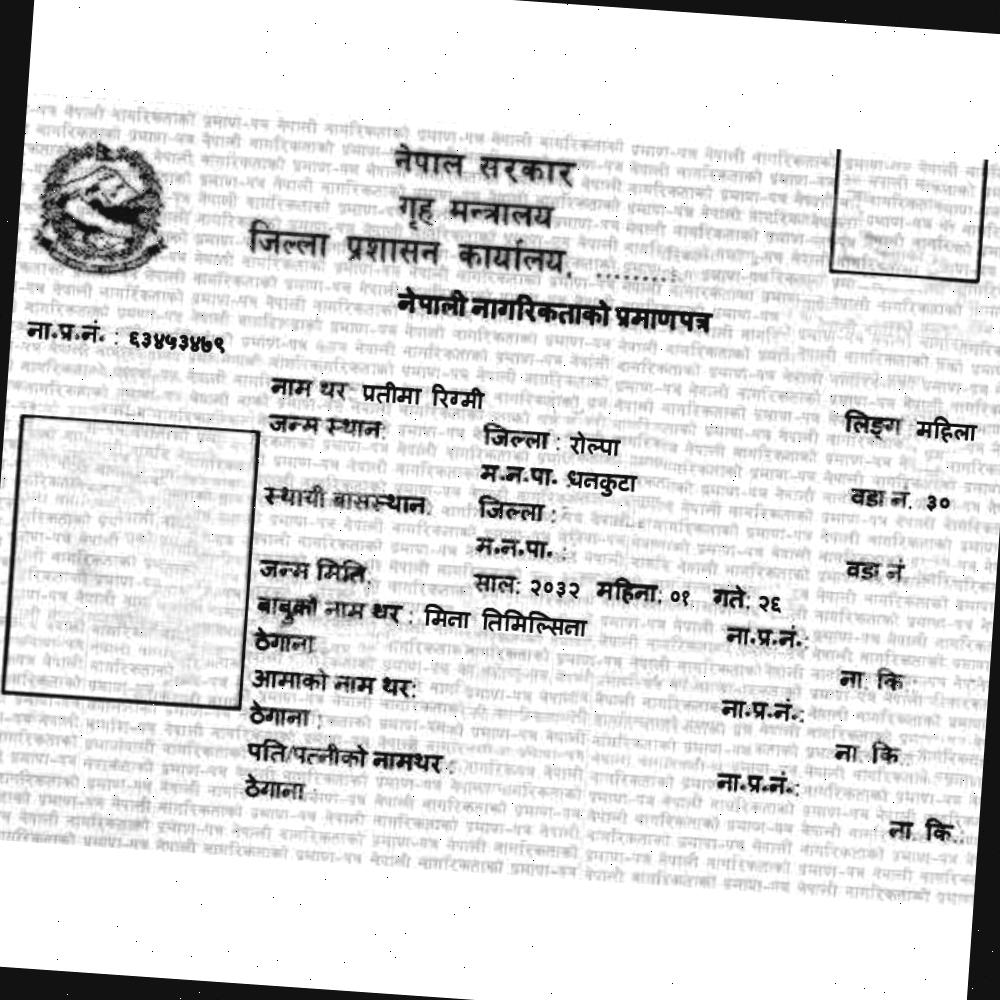 नेपाल सरकार
गृह मन्त्रालय
जिल्ला प्रशासन कार्यालय, .........
नेपाली नागरिकताको प्रमाणपत्र
ना.प्र.नं. : ६३४५३४७९
नाम थर प्रतीमा रिग्मी लिङ्ग महिला
जन्म स्थान: जिल्ला : रोल्पा
म.न.पा. धनकुटा वडा नं. ३०
स्थायी बासस्थान: जिल्ला :
म.न.पा. : वडा नं
जन्म मिति: साल: २०३२ महिना: ०१ गते: २६
बाबुको नाम थर : मिना तिमिल्सिना ना.प्र.नं.:
ठेगाना ना. कि
आमाको नाम थर: ना.प्र.नं.:
ठेगाना : ना. कि
पति/पत्नीको नामथर : ना.प्र.नं.:
ठेगाना : ना. कि.: